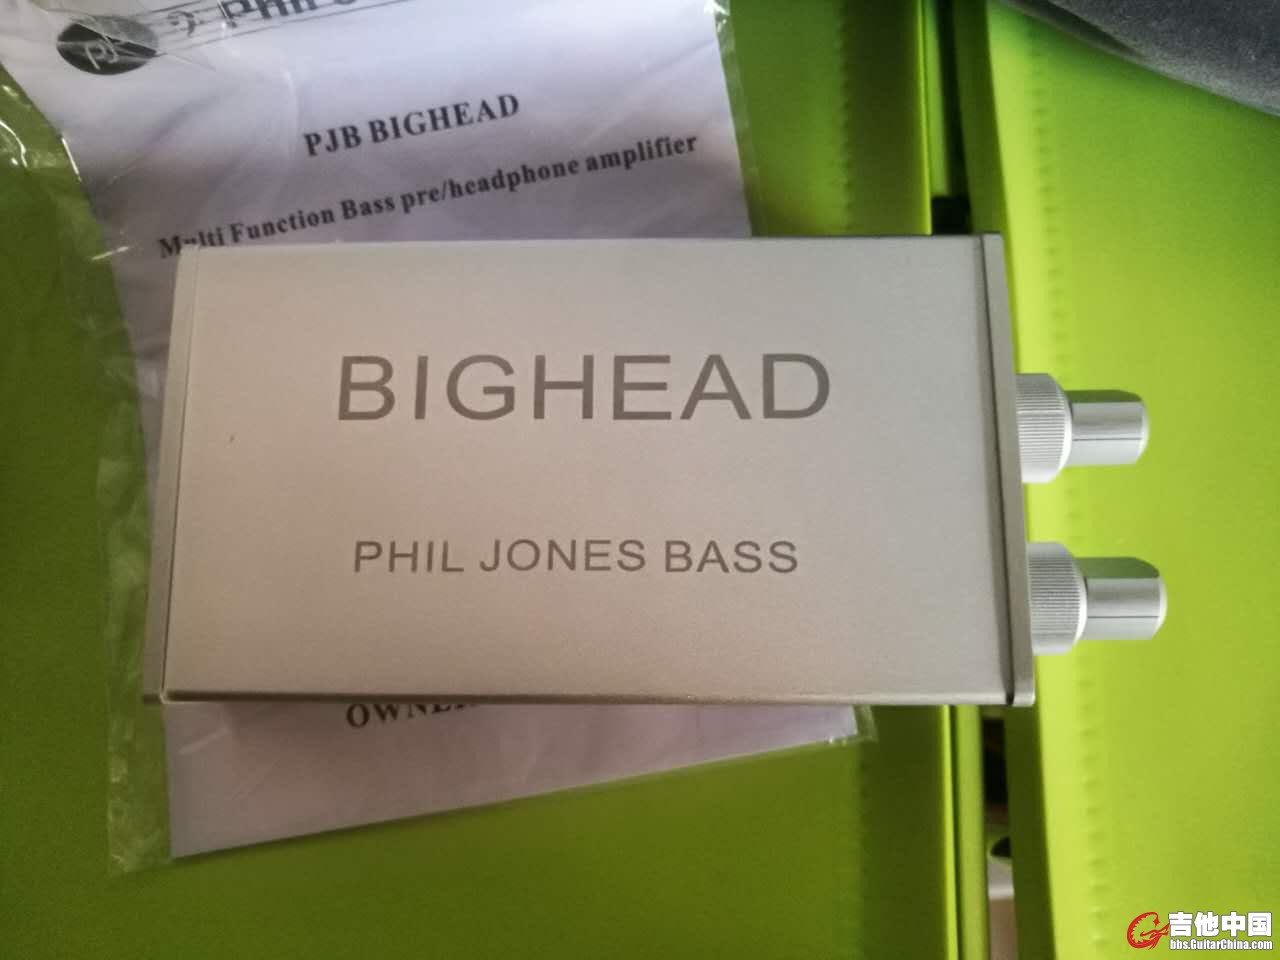 PJB BIGHEAD
Multi Function Bass pre/headphone amplifier
BIGHEAD
PHIL JONES BASS
吉他中国
bbs.GuitarChina.com